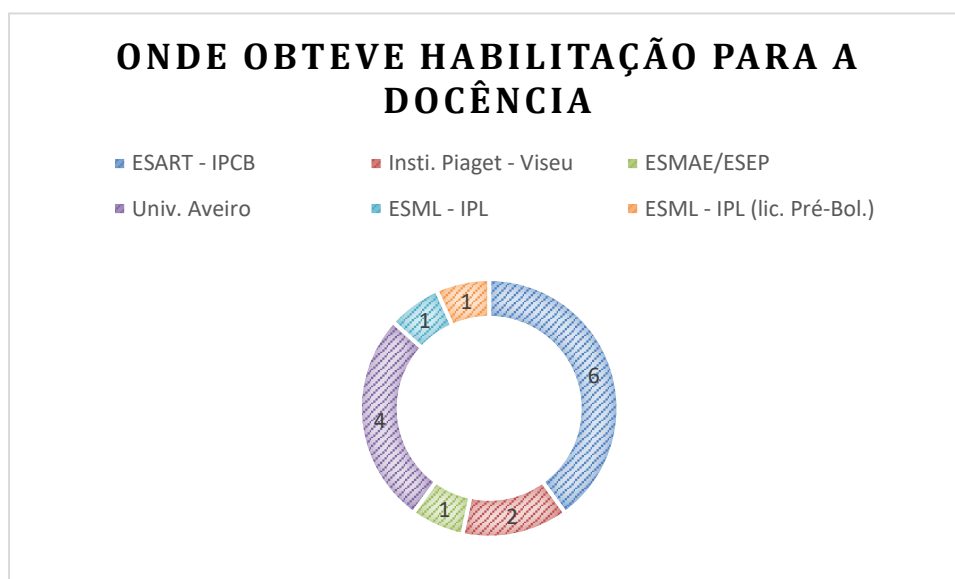 ONDE OBTEVE HABILITAÇÃO PARA A
DOCÊNCIA
ESART - IPCB
Insti. Piaget - Viseu
ESMAE/ESEP
Univ. Aveiro
ESML - IPL
ESML - IPL (lic. Pré-Bol.)
1
1
6
4
1
2